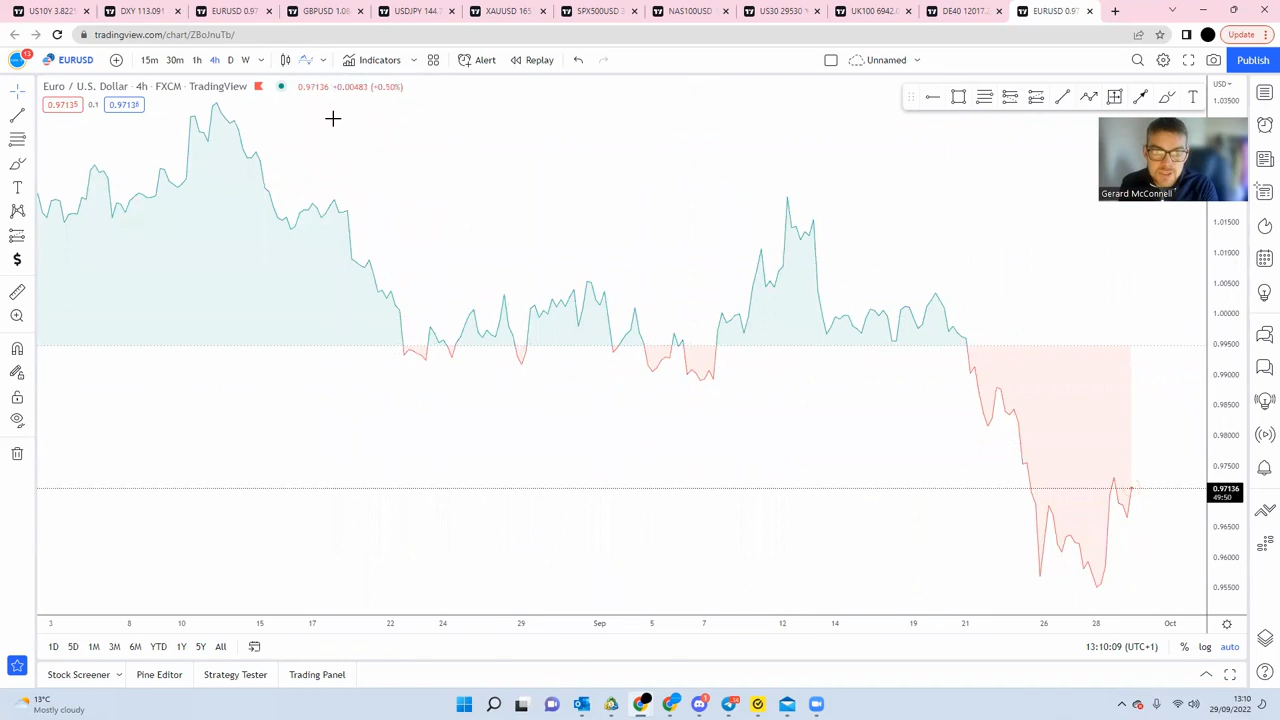 US10Y 3.822
DXY 113.091
EURUSD 0.97
GBPUSD 1.08
USDJPY 144.
XAUUSD 165
SPX500USD 3
NAS100USD
US30 29530
UK100 6942
DE40 12017
EURUSD 0.97
tradingview.com/chart/ZBoJnuTb/
Update
13
EURUSD
15m 30m 1h 4h D W
Indicators
Alert
Replay
Unnamed
Publish
Euro / U.S. Dollar · 4h · FXCM · TradingView
0.97136 +0.00483 (+0.50%)
USD
0.97135 0.1 0.97136
Gerard McConnell
1.03500
1.01500
1.01000
1.00500
1.00000
0.99500
0.99000
0.98500
0.98000
0.97500
0.97136
49:50
0.96500
0.96000
0.95500
3 8 10 15 17 22 24 29 Sep 5 7 12 14 19 21 26 28 Oct
1D 5D 1M 3M 6M YTD 1Y 5Y All
13:10:09 (UTC+1) % log auto
Stock Screener
Pine Editor
Strategy Tester
Trading Panel
13°C
Mostly cloudy
13:10
29/09/2022